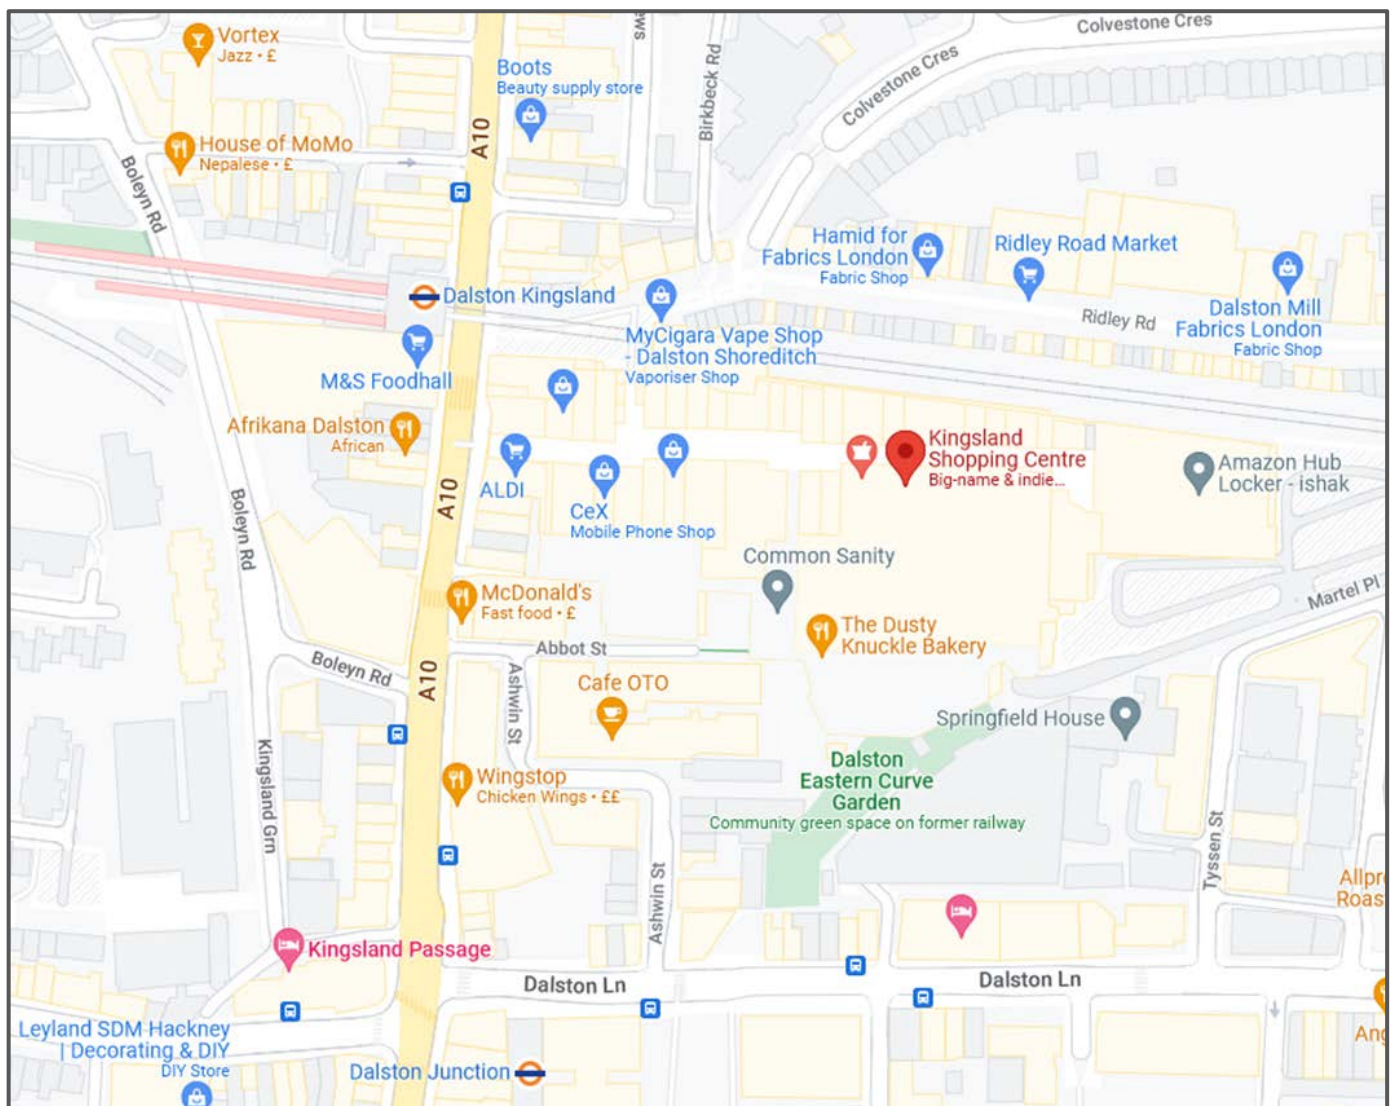 Vortex
Jazz • £
ws
Colvestone Cres
Boots
Beauty supply store
Birkbeck Rd
Colvestone Cres
A10
House of MoMo
Nepalese • £
Boleyn Rd
Hamid for
Fabrics London
Fabric Shop
Ridley Road Market
Dalston Kingsland
Ridley Rd
Dalston Mill
Fabrics London
Fabric Shop
MyCigara Vape Shop
- Dalston Shoreditch
Vaporiser Shop
M&S Foodhall
Afrikana Dalston
African
Kingsland
Shopping Centre
Big-name & indie...
Amazon Hub
Locker - ishak
ALDI
A10
CeX
Mobile Phone Shop
Boleyn Rd
Common Sanity
McDonald's
Fast food • £
Martel Pl
The Dusty
Knuckle Bakery
Abbot St
Boleyn Rd
A10
Ashwin St
Cafe OTO
Springfield House
Kingsland Grn
Wingstop
Chicken Wings • ££
Dalston
Eastern Curve
Garden
Community green space on former railway
Tyssen St
Ashwin St
Allpr
Roas
Kingsland Passage
Dalston Ln
Dalston Ln
Leyland SDM Hackney
| Decorating & DIY
DIY Store
Ang
A10
Dalston Junction